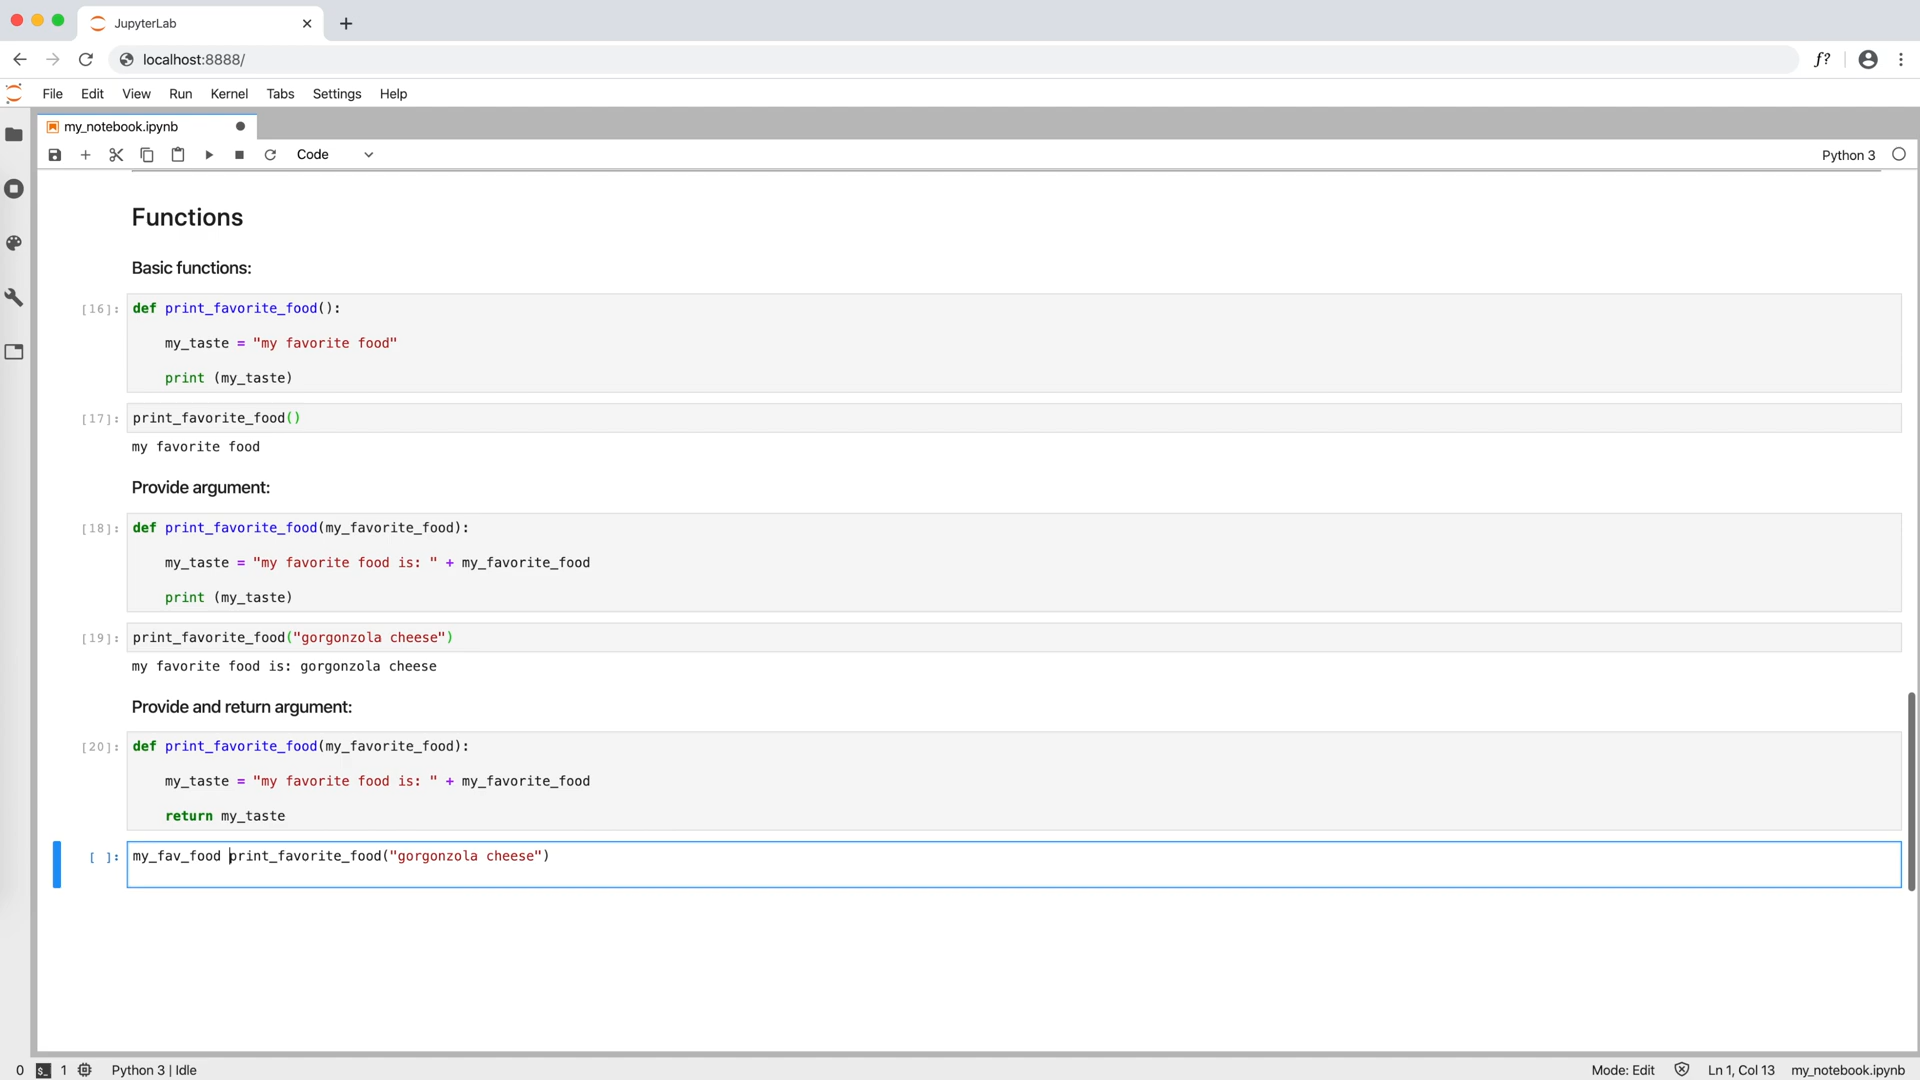 JupyterLab
localhost:8888/
f?
File Edit View Run Kernel Tabs Settings Help
my_notebook.ipynb
Code
Python 3
Functions
Basic functions:
[16]: def print_favorite_food():
my_taste = "my favorite food"
print (my_taste)
[17]: print_favorite_food()
my favorite food
Provide argument:
[18]: def print_favorite_food(my_favorite_food):
my_taste = "my favorite food is: " + my_favorite_food
print (my_taste)
[19]: print_favorite_food("gorgonzola cheese")
my favorite food is: gorgonzola cheese
Provide and return argument:
[20]: def print_favorite_food(my_favorite_food):
my_taste = "my favorite food is: " + my_favorite_food
return my_taste
[ ]: my_fav_food print_favorite_food("gorgonzola cheese")
0 $_ 1 Python 3 | Idle Mode: Edit Ln 1, Col 13 my_notebook.ipynb